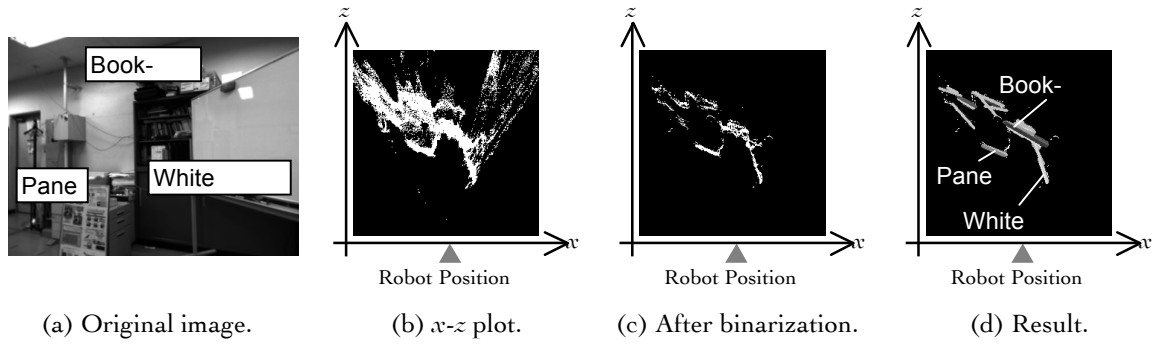 Book-
Pane
White
(a) Original image.
z
x
Robot Position
(b) x-z plot.
z
x
Robot Position
(c) After binarization.
z
x
Book-
Pane
White
Robot Position
(d) Result.